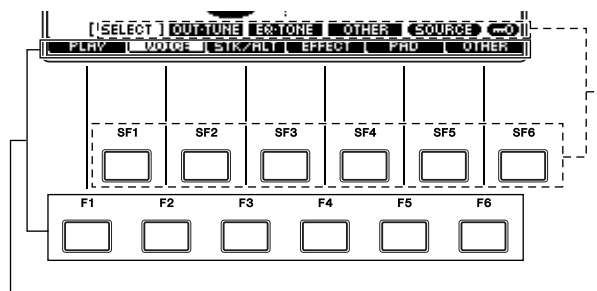 [SELECT] OUT-TUNE EQ-TONE OTHER SOURCE
PLAY VOICE STK/ALT EFFECT PAD OTHER
SF1 SF2 SF3 SF4 SF5 SF6
F1 F2 F3 F4 F5 F6